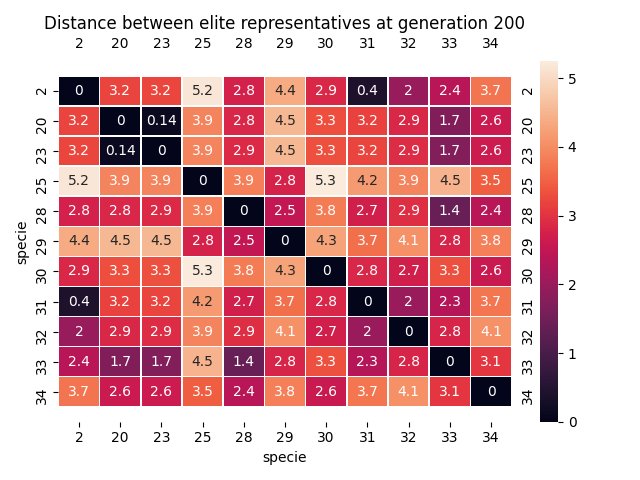 Distance between elite representatives at generation 200
2 20 23 25 28 29 30 31 32 33 34
2 0 3.2 3.2 5.2 2.8 4.4 2.9 0.4 2 2.4 3.7 2
20 3.2 0 0.14 3.9 2.8 4.5 3.3 3.2 2.9 1.7 2.6 20
23 3.2 0.14 0 3.9 2.9 4.5 3.3 3.2 2.9 1.7 2.6 23
25 5.2 3.9 3.9 0 3.9 2.8 5.3 4.2 3.9 4.5 3.5 25
28 2.8 2.8 2.9 3.9 0 2.5 3.8 2.7 2.9 1.4 2.4 28
29 4.4 4.5 4.5 2.8 2.5 0 4.3 3.7 4.1 2.8 3.8 29
30 2.9 3.3 3.3 5.3 3.8 4.3 0 2.8 2.7 3.3 2.6 30
31 0.4 3.2 3.2 4.2 2.7 3.7 2.8 0 2 2.3 3.7 31
32 2 2.9 2.9 3.9 2.9 4.1 2.7 2 0 2.8 4.1 32
33 2.4 1.7 1.7 4.5 1.4 2.8 3.3 2.3 2.8 0 3.1 33
34 3.7 2.6 2.6 3.5 2.4 3.8 2.6 3.7 4.1 3.1 0 34
2 20 23 25 28 29 30 31 32 33 34
specie
specie
5
4
3
2
1
0